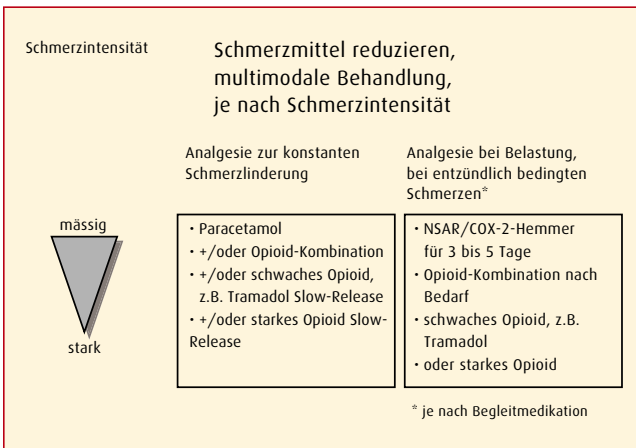 Schmerzintensität
Schmerzmittel reduzieren,
multimodale Behandlung,
je nach Schmerzintensität
Analgesie zur konstanten
Schmerzlinderung
Analgesie bei Belastung,
bei entzündlich bedingten
Schmerzen*
mässig
stark
• Paracetamol
• +/oder Opioid-Kombination
• +/oder schwaches Opioid,
z.B. Tramadol Slow-Release
• +/oder starkes Opioid Slow-
Release
• NSAR/COX-2-Hemmer
für 3 bis 5 Tage
• Opioid-Kombination nach
Bedarf
• schwaches Opioid, z.B.
Tramadol
• oder starkes Opioid
* je nach Begleitmedikation